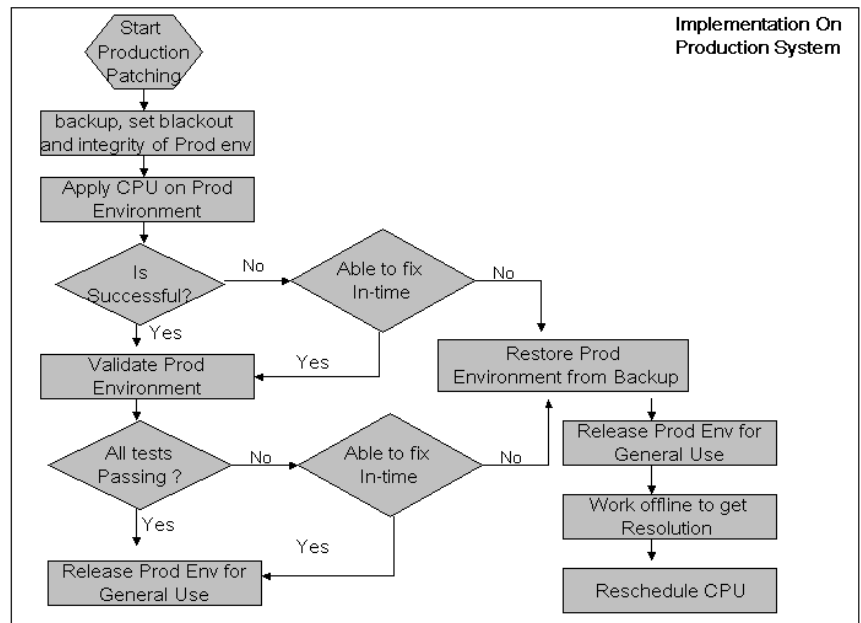 Implementation On
Production System
Start
Production
Patching
backup, set blackout
and integrity of Prod env
Apply CPU on Prod
Environment
Is
Successful?
No
Able to fix
In-time
No
Yes
Yes
Validate Prod
Environment
Restore Prod
Environment from Backup
All tests
Passing ?
No
Able to fix
In-time
No
Release Prod Env for
General Use
Work offline to get
Resolution
Yes
Yes
Release Prod Env for
General Use
Reschedule CPU